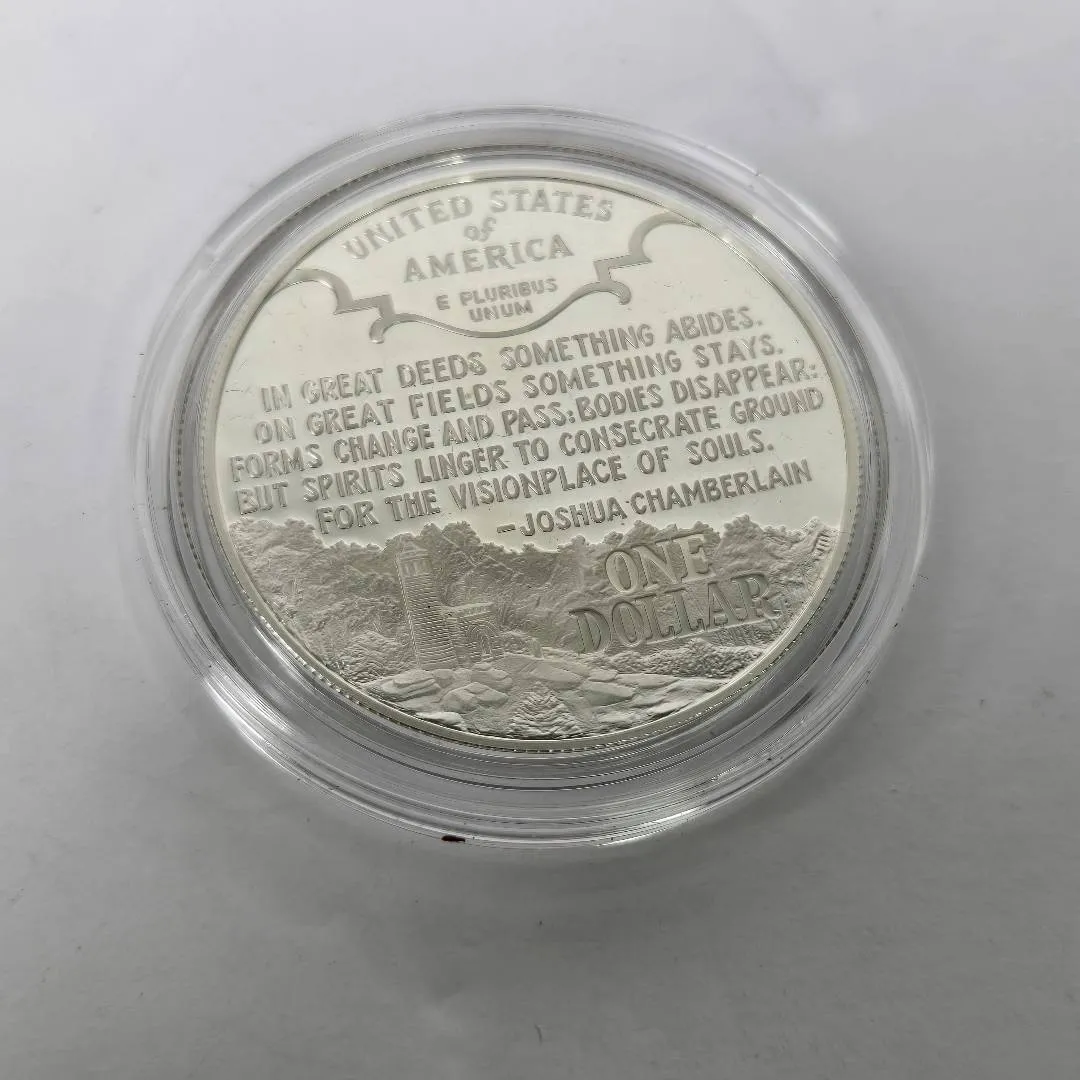 UNITED STATES
of
AMERICA
E PLURIBUS
UNUM
IN GREAT DEEDS SOMETHING ABIDES.
ON GREAT FIELDS SOMETHING STAYS.
FORMS CHANGE AND PASS: BODIES DISAPPEAR:
BUT SPIRITS LINGER TO CONSECRATE GROUND
FOR THE VISIONPLACE OF SOULS.
-JOSHUA CHAMBERLAIN
ONE
DOLLAR